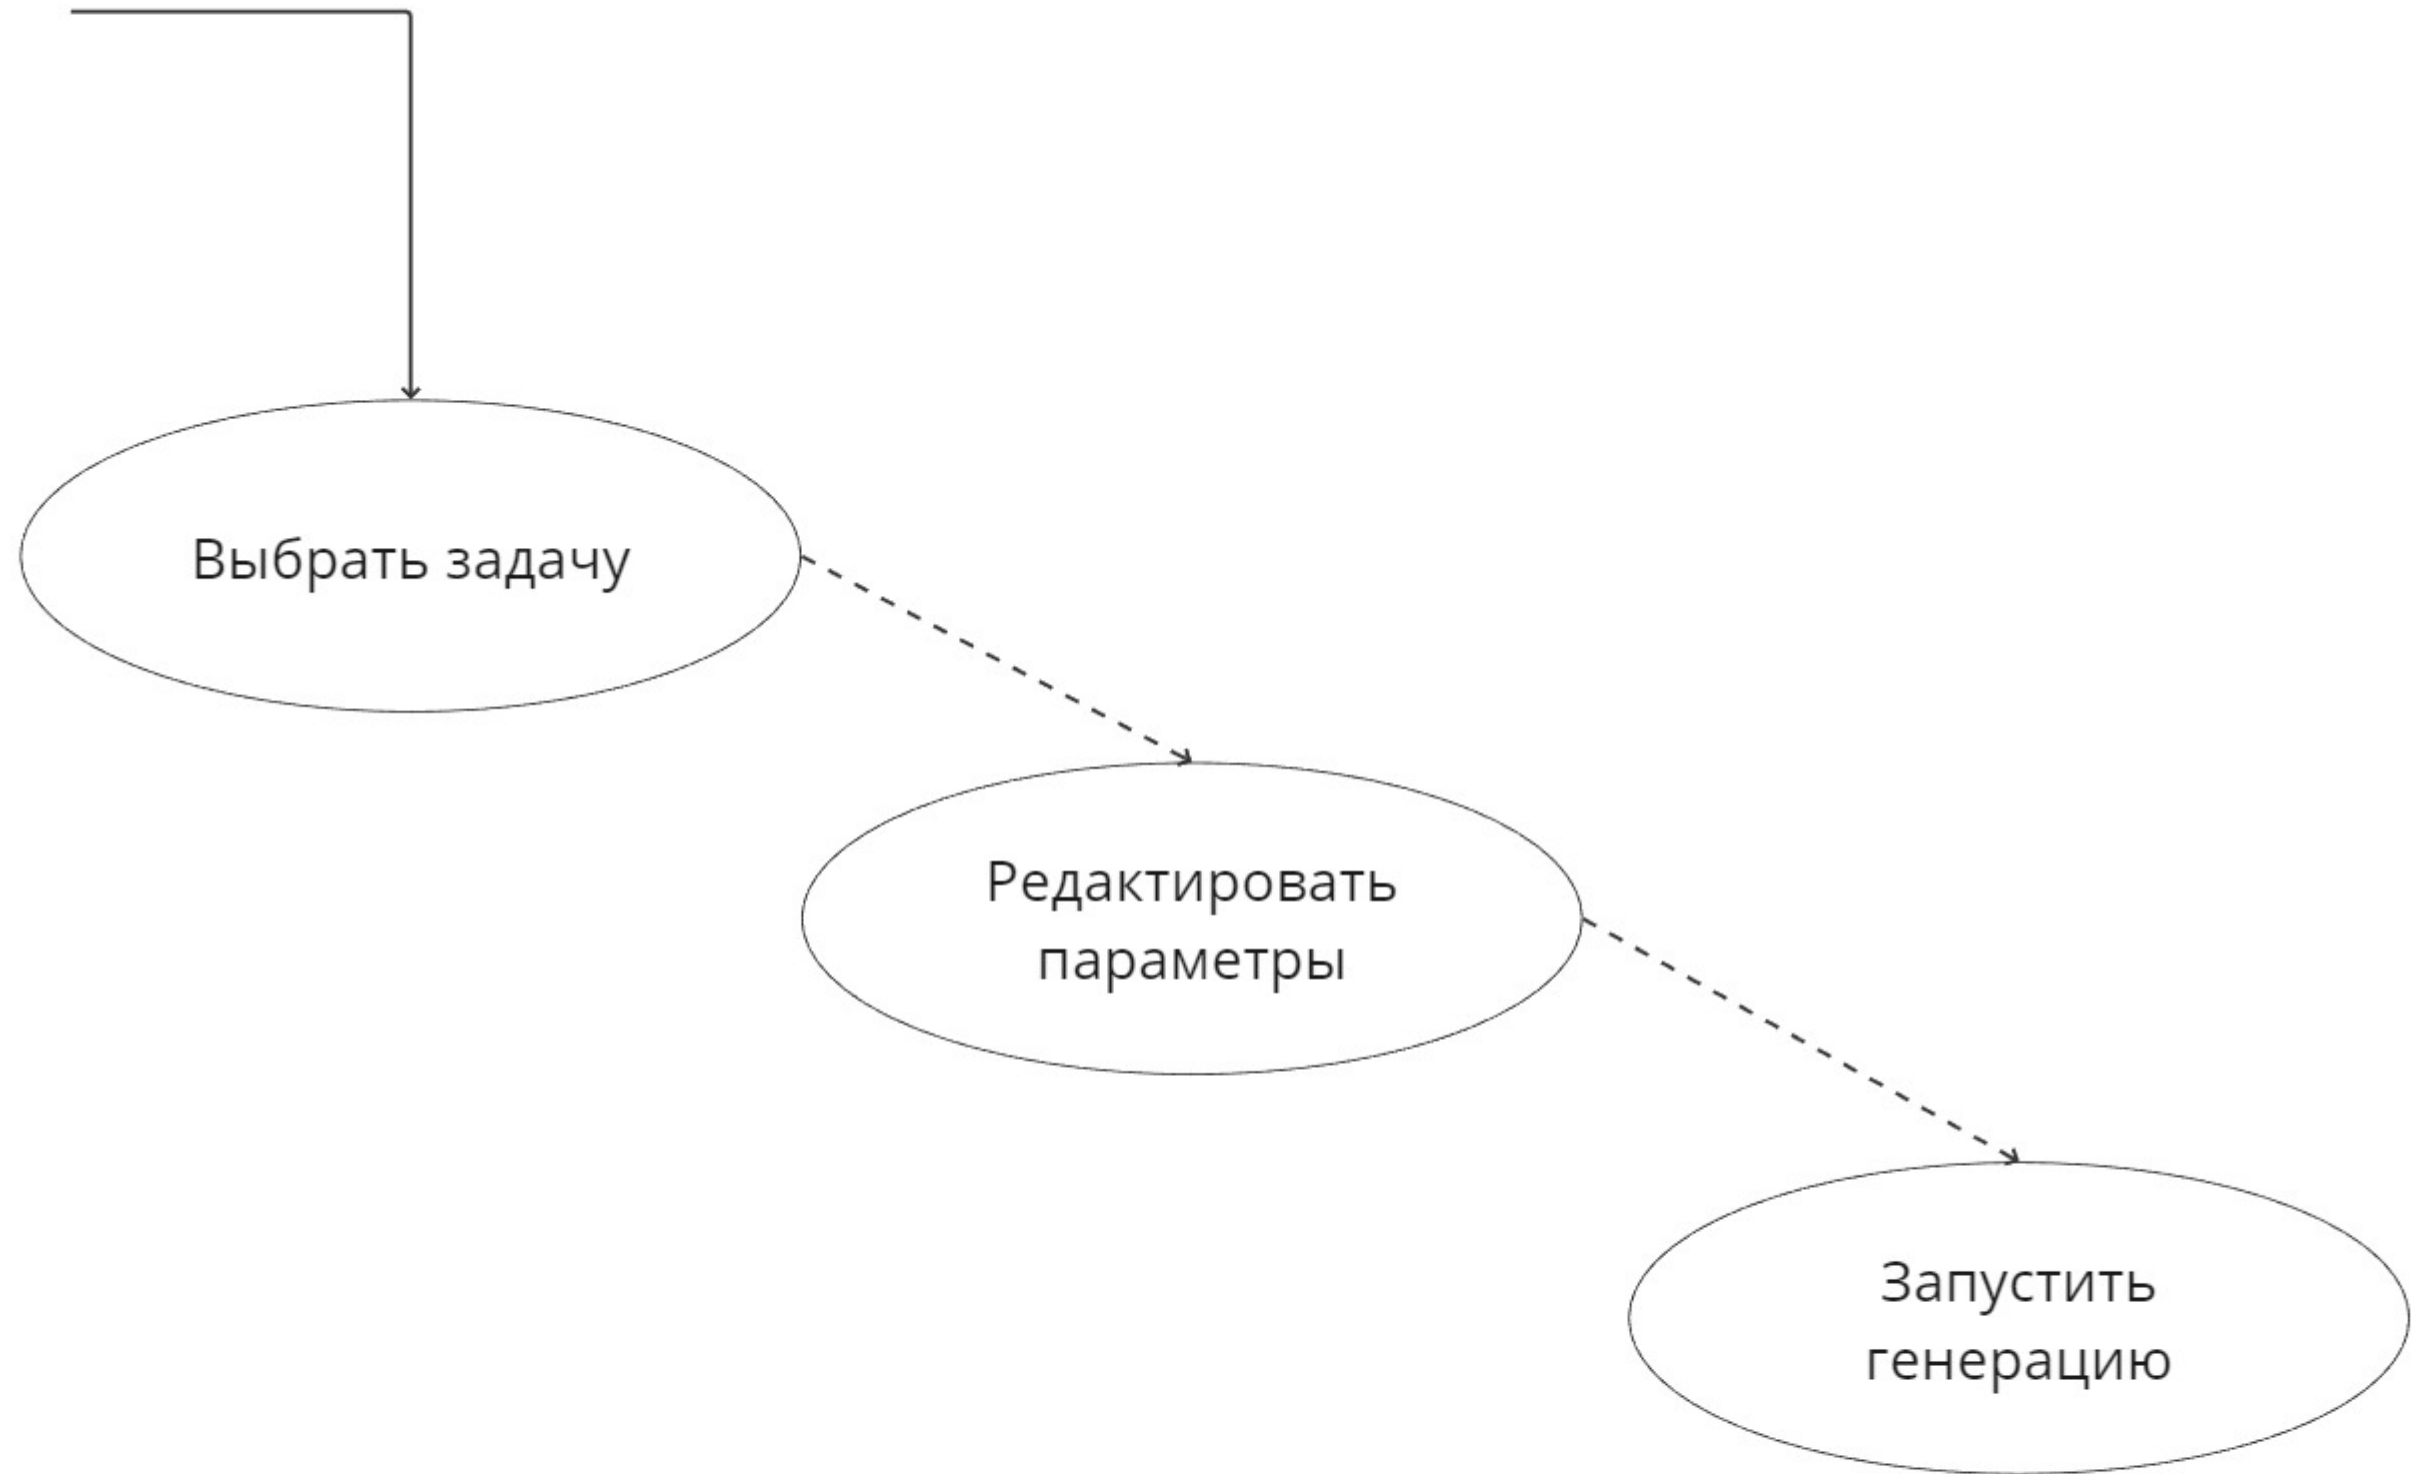 Выбрать задачу
Редактировать
параметры
Запустить
генерацию